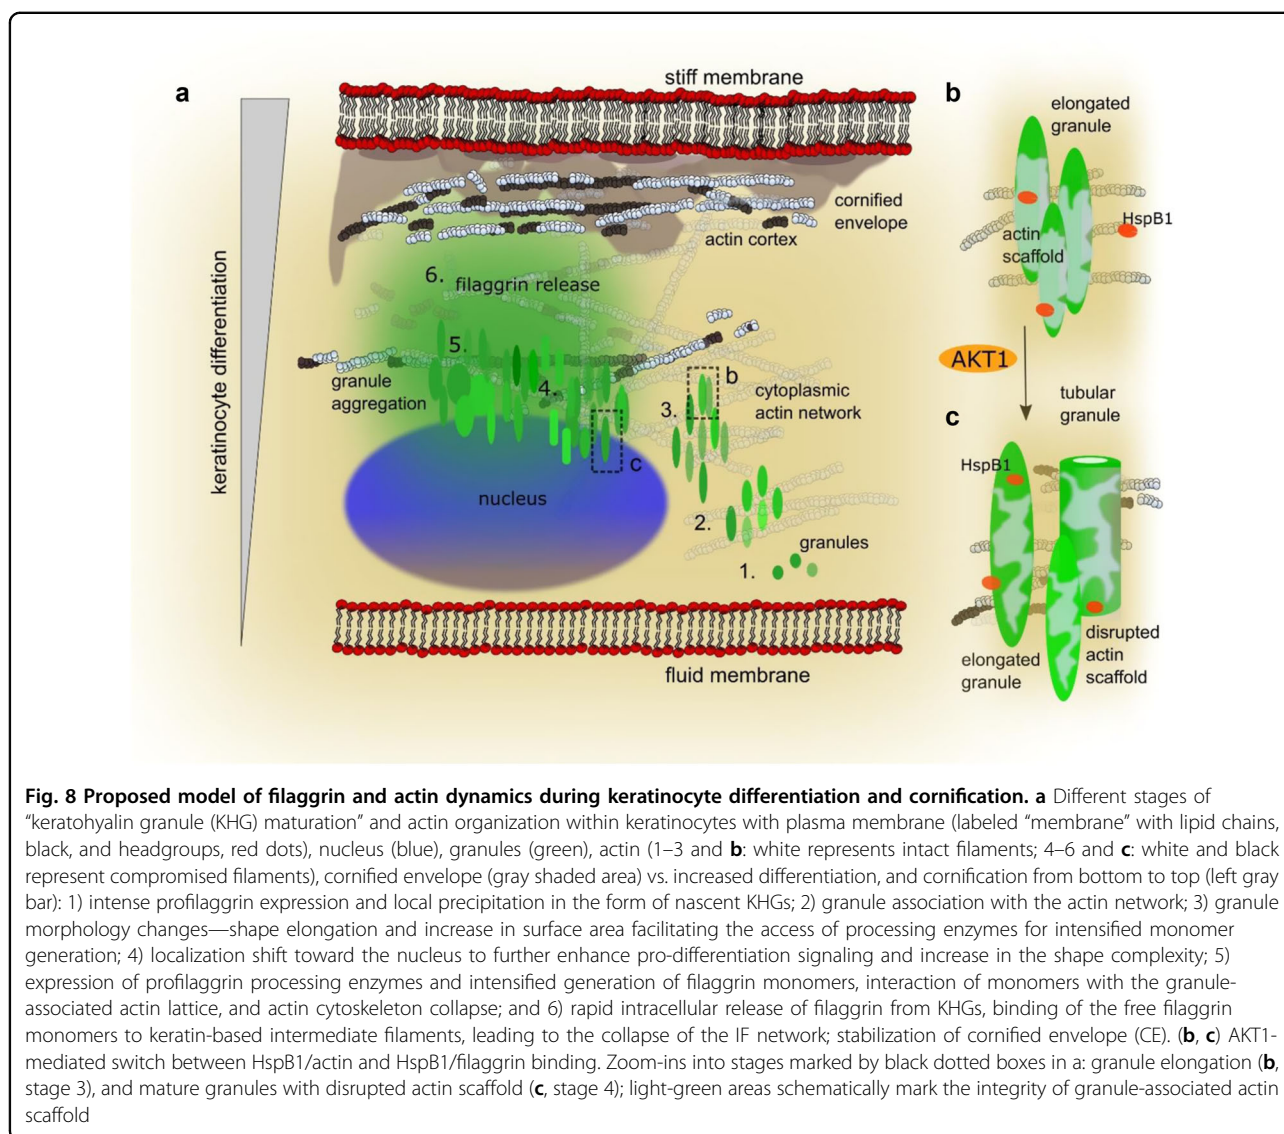 a
stiff membrane
keratinocyte differentiation
cornified
envelope
actin cortex
6.
filaggrin release
5.
granule
aggregation
4.
b
3.
cytoplasmic
actin network
c
nucleus
2.
granules
1.
fluid membrane
b
elongated
granule
HspB1
actin
scaffold
AKT1
tubular
granule
c
HspB1
elongated
granule
disrupted
actin
scaffold
Fig. 8 Proposed model of filaggrin and actin dynamics during keratinocyte differentiation and cornification. a Different stages of
“keratohyalin granule (KHG) maturation” and actin organization within keratinocytes with plasma membrane (labeled “membrane” with lipid chains,
black, and headgroups, red dots), nucleus (blue), granules (green), actin (1–3 and b: white represents intact filaments; 4–6 and c: white and black
represent compromised filaments), cornified envelope (gray shaded area) vs. increased differentiation, and cornification from bottom to top (left gray
bar): 1) intense profilaggrin expression and local precipitation in the form of nascent KHGs; 2) granule association with the actin network; 3) granule
morphology changes—shape elongation and increase in surface area facilitating the access of processing enzymes for intensified monomer
generation; 4) localization shift toward the nucleus to further enhance pro-differentiation signaling and increase in the shape complexity; 5)
expression of profilaggrin processing enzymes and intensified generation of filaggrin monomers, interaction of monomers with the granule-
associated actin lattice, and actin cytoskeleton collapse; and 6) rapid intracellular release of filaggrin from KHGs, binding of the free filaggrin
monomers to keratin-based intermediate filaments, leading to the collapse of the IF network; stabilization of cornified envelope (CE). (b, c) AKT1-
mediated switch between HspB1/actin and HspB1/filaggrin binding. Zoom-ins into stages marked by black dotted boxes in a: granule elongation (b,
stage 3), and mature granules with disrupted actin scaffold (c, stage 4); light-green areas schematically mark the integrity of granule-associated actin
scaffold